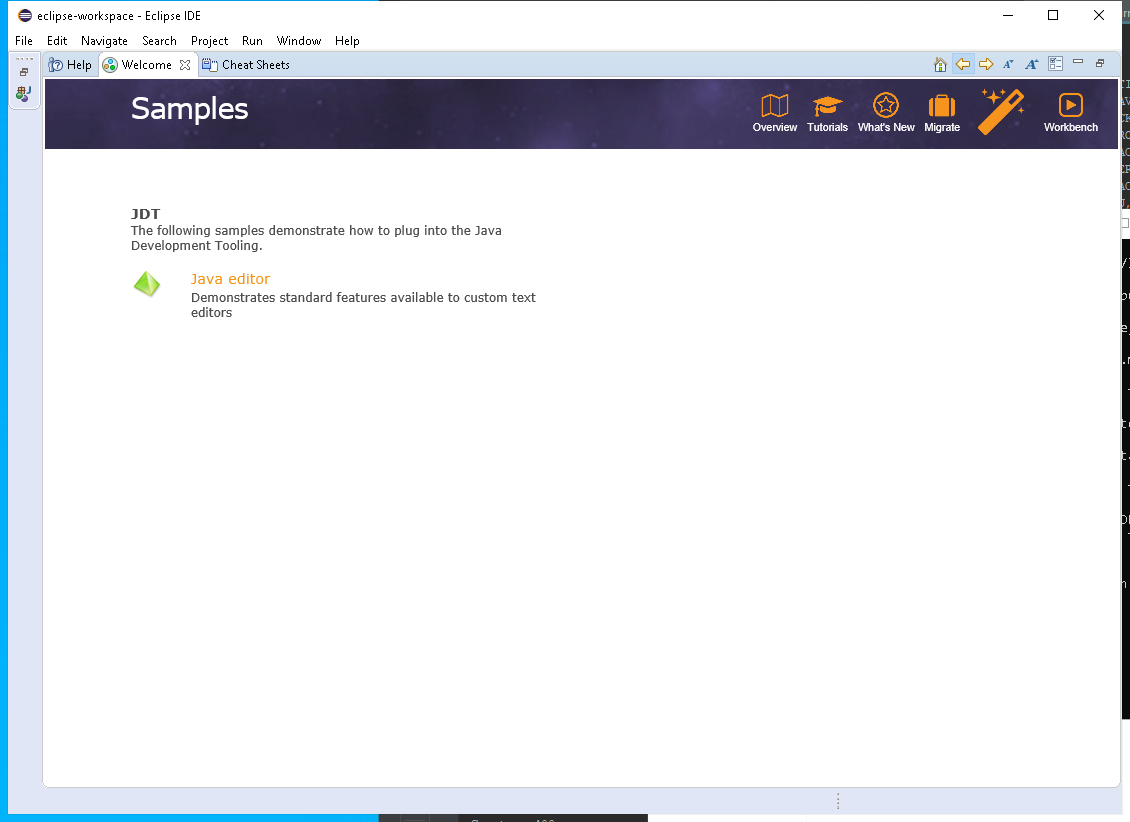 eclipse-workspace - Eclipse IDE
File Edit Navigate Search Project Run Window Help
Help Welcome Cheat Sheets
Samples
Overview Tutorials What's New Migrate Workbench
JDT
The following samples demonstrate how to plug into the Java
Development Tooling.
Java editor
Demonstrates standard features available to custom text
editors